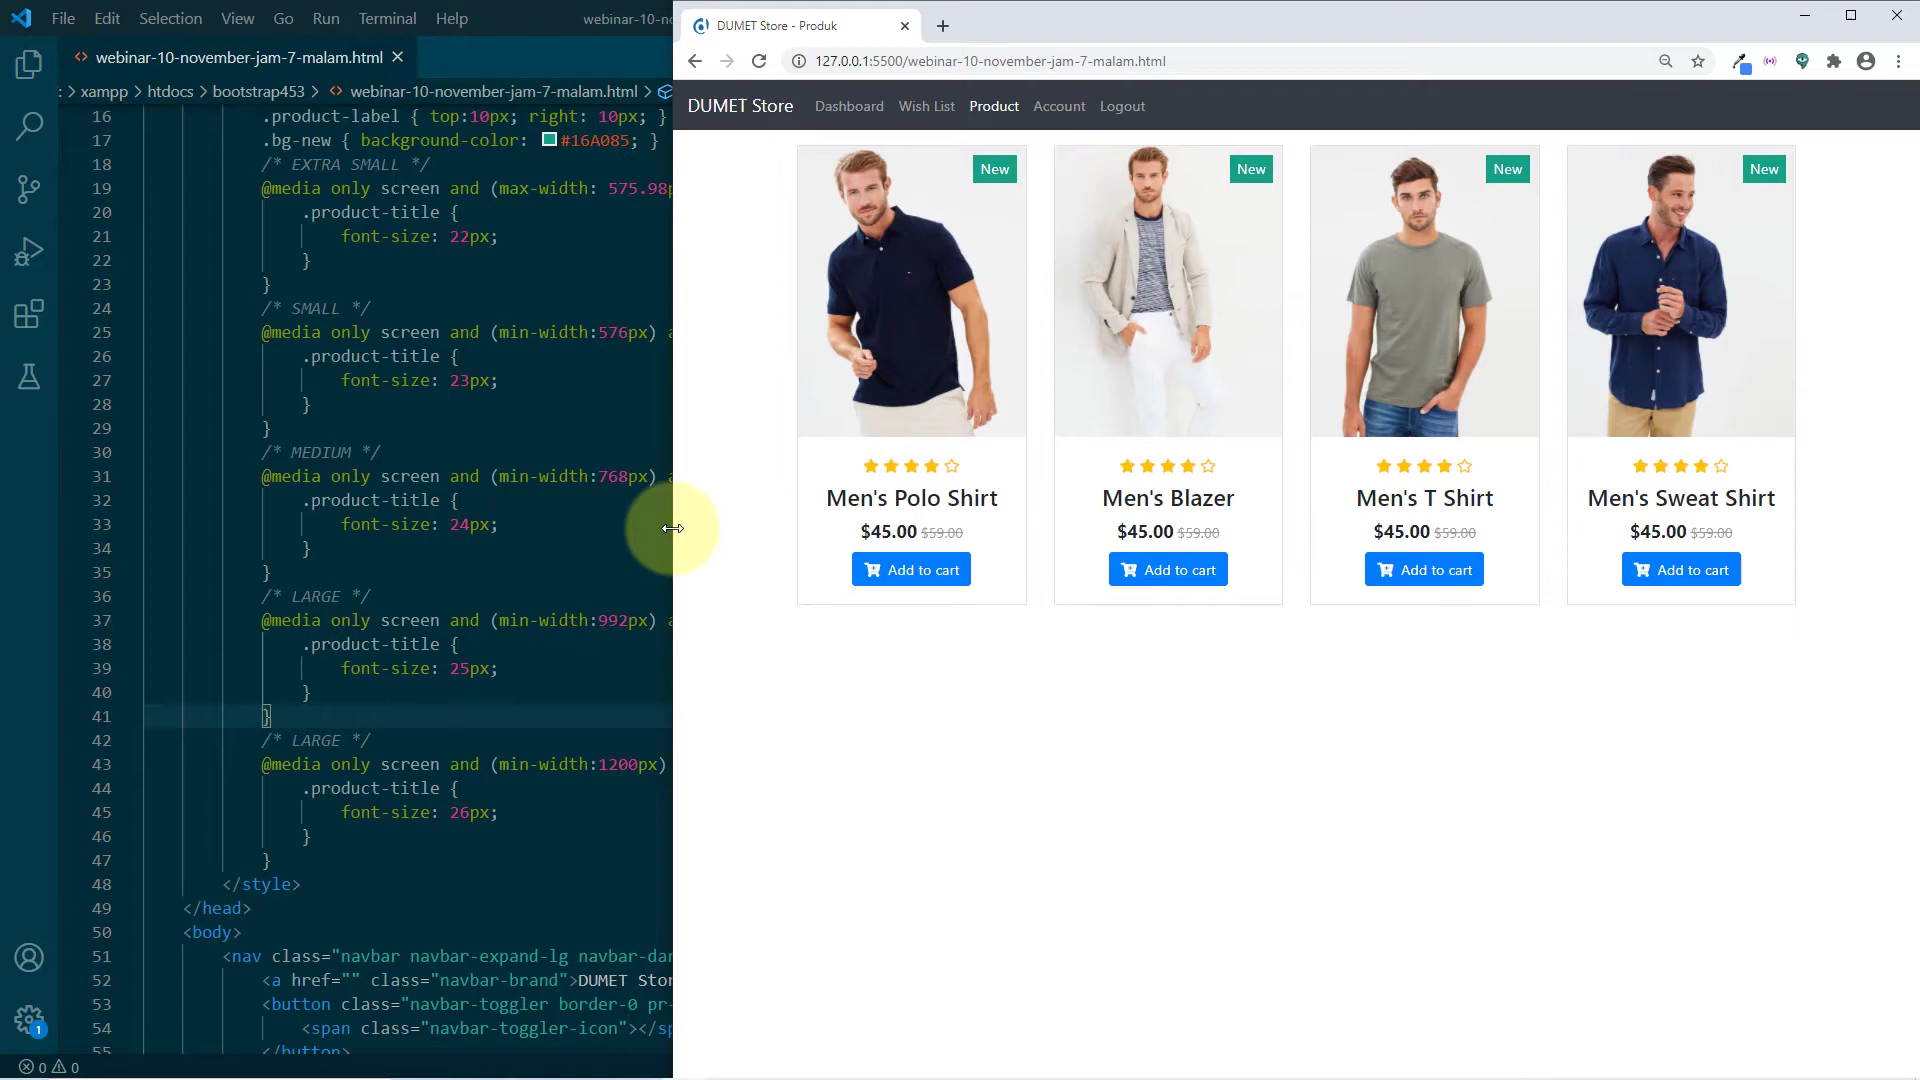 File Edit Selection View Go Run Terminal Help webinar-10-n
webinar-10-november-jam-7-malam.html
: > xampp > htdocs > bootstrap453 > webinar-10-november-jam-7-malam.html >
16 .product-label { top:10px; right: 10px; }
17 .bg-new { background-color: #16A085; }
18 /* EXTRA SMALL */
19 @media only screen and (max-width: 575.98p
20 .product-title {
21 font-size: 22px;
22 }
23 }
24 /* SMALL */
25 @media only screen and (min-width:576px) a
26 .product-title {
27 font-size: 23px;
28 }
29 }
30 /* MEDIUM */
31 @media only screen and (min-width:768px) a
32 .product-title {
33 font-size: 24px;
34 }
35 }
36 /* LARGE */
37 @media only screen and (min-width:992px) a
38 .product-title {
39 font-size: 25px;
40 }
41 }
42 /* LARGE */
43 @media only screen and (min-width:1200px)
44 .product-title {
45 font-size: 26px;
46 }
47 }
48 </style>
49 </head>
50 <body>
51 <nav class="navbar navbar-expand-lg navbar-dar
52 <a href="" class="navbar-brand">DUMET Stor
53 <button class="navbar-toggler border-0 pr-
54 <span class="navbar-toggler-icon"></sp
55 </button>
1
0 0
DUMET Store - Produk
127.0.0.1:5500/webinar-10-november-jam-7-malam.html
DUMET Store Dashboard Wish List Product Account Logout
New New New New
Men's Polo Shirt Men's Blazer Men's T Shirt Men's Sweat Shirt
$45.00 $59.00 $45.00 $59.00 $45.00 $59.00 $45.00 $59.00
Add to cart Add to cart Add to cart Add to cart